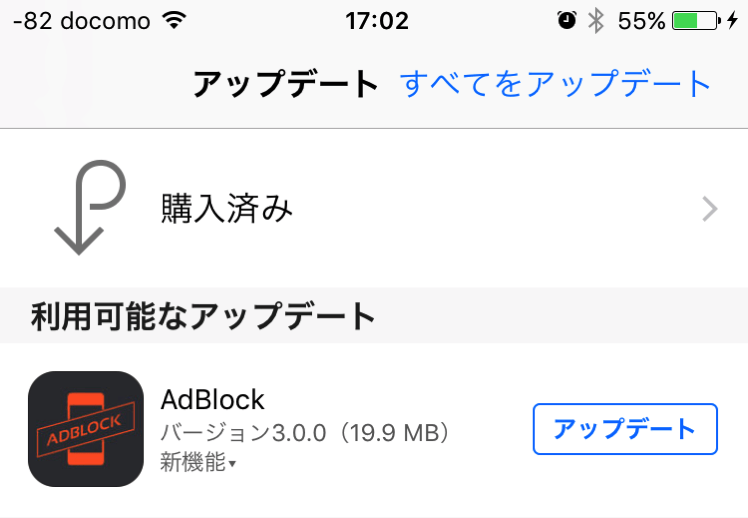 -82 docomo 17:02 55%
アップデート すべてをアップデート
購入済み
利用可能なアップデート
ADBLOCK
AdBlock
バージョン3.0.0（19.9 MB）
新機能▾
アップデート